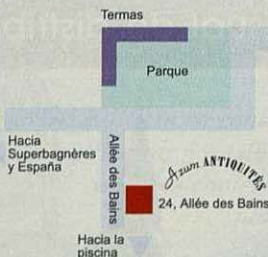 Termas
Parque
Hacia
Superbagnères
y España
Allée des Bains
Azum ANTIQUITÉS
24, Allée des Bains
Hacia la
piscina